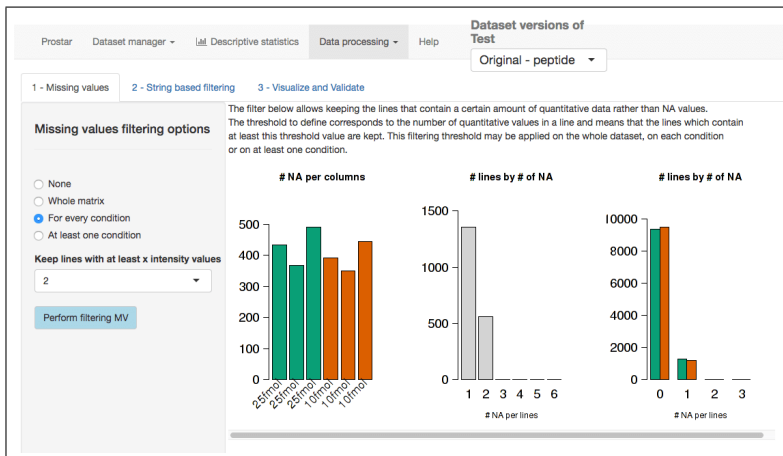 Prostar
Dataset manager
Descriptive statistics
Data processing
Help
Dataset versions of
Test
Original - peptide
1 - Missing values
2 - String based filtering
3 - Visualize and Validate
Missing values filtering options
None
Whole matrix
For every condition
At least one condition
Keep lines with at least x intensity values
2
Perform filtering MV
The filter below allows keeping the lines that contain a certain amount of quantitative data rather than NA values.
The threshold to define corresponds to the number of quantitative values in a line and means that the lines which contain
at least this threshold value are kept. This filtering threshold may be applied on the whole dataset, on each condition
or on at least one condition.
# NA per columns
500
400
300
200
100
0
25fmol
25fmol
25fmol
10fmol
10fmol
10fmol
# lines by # of NA
1500
1000
500
0
1 2 3 4 5 6
# NA per lines
# lines by # of NA
10000
8000
6000
4000
2000
0
0 1 2 3
# NA per lines